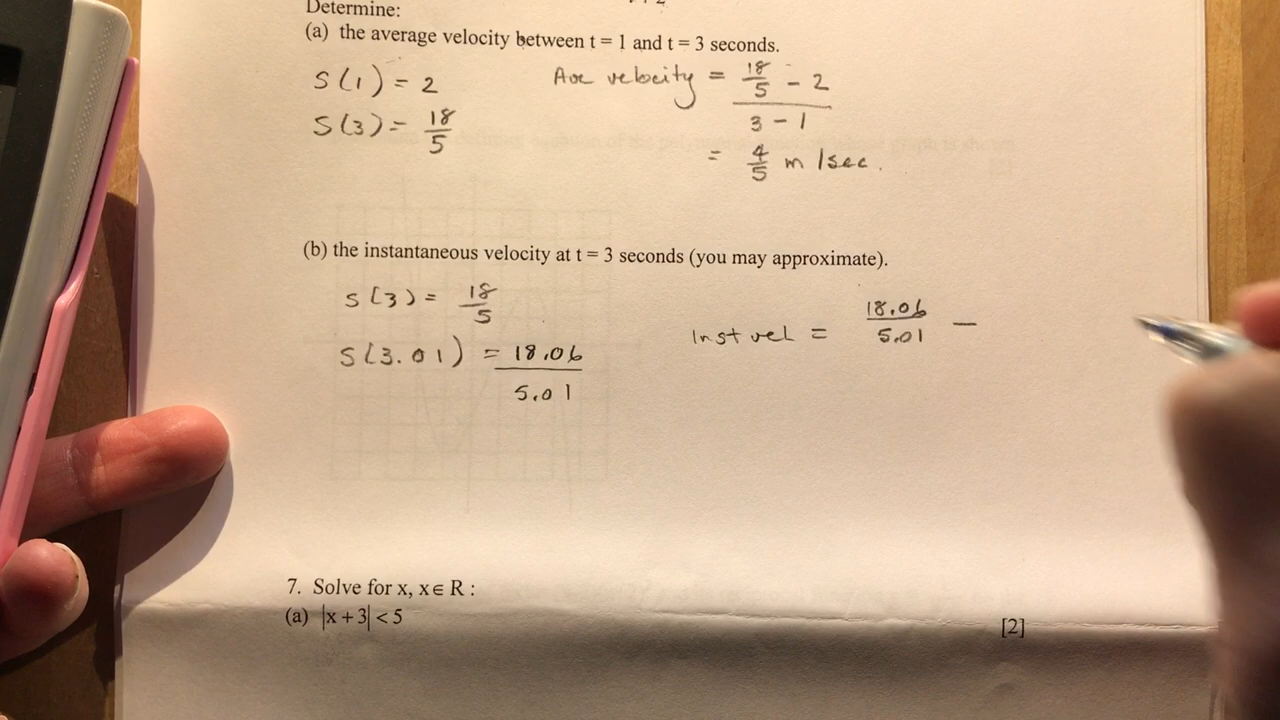 Determine:
(a) the average velocity between t = 1 and t = 3 seconds.
S(1) = 2
S(3) = 18/5
Ave velocity = (18/5 - 2)/(3 - 1)
= 4/5 m/sec.
(b) the instantaneous velocity at t = 3 seconds (you may approximate).
S(3) = 18/5
S(3.01) = 18.06/5.01
Inst vel = 18.06/5.01 -
7. Solve for x, x∈R :
(a) |x+3| < 5
[2]